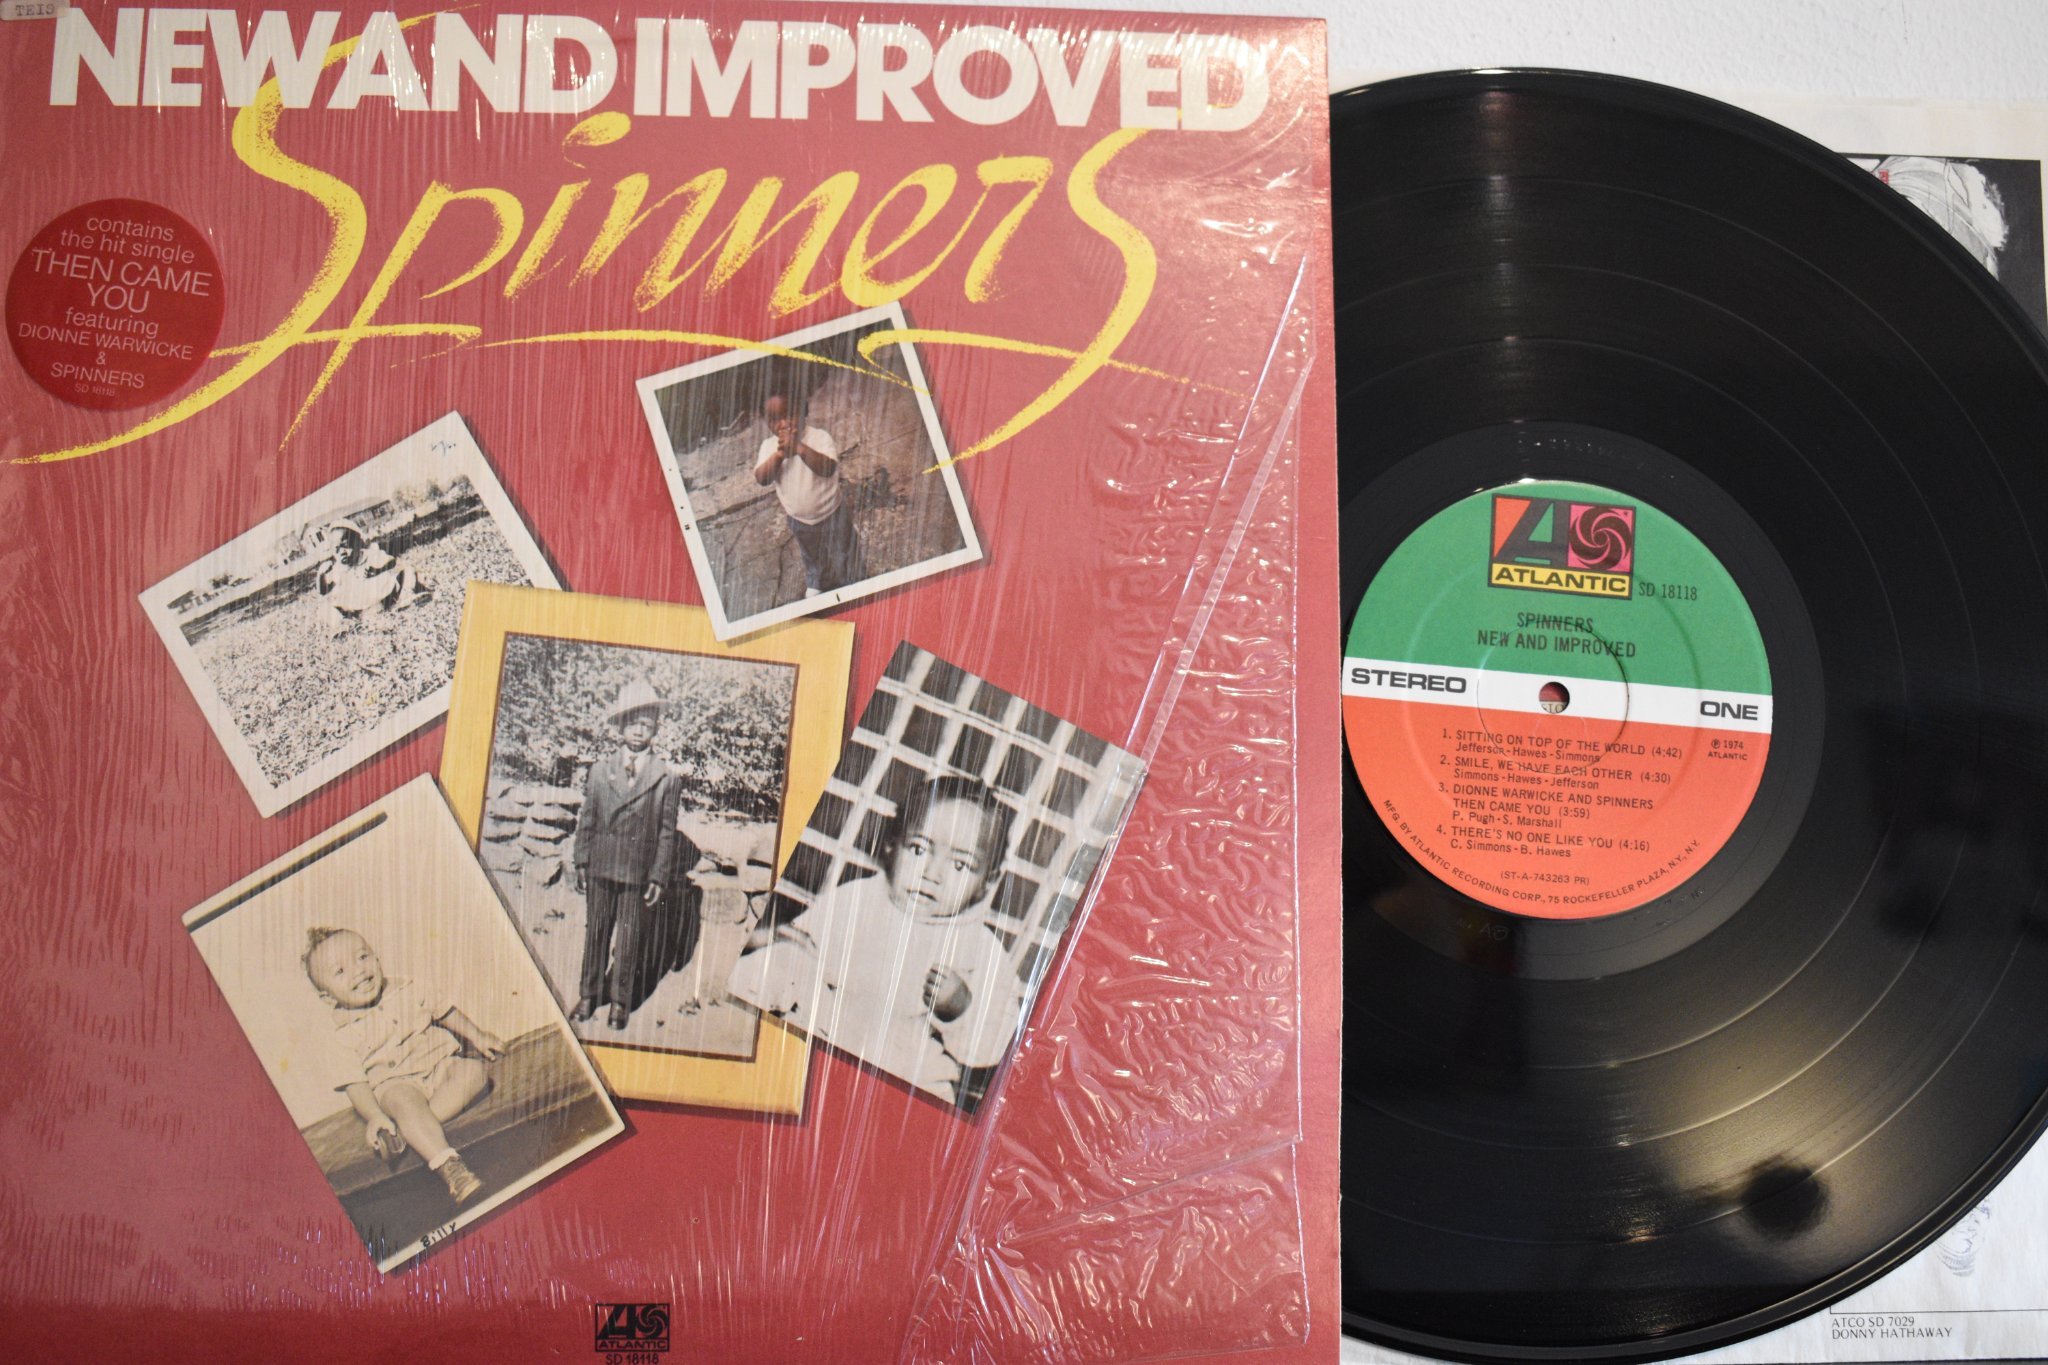 TEIS
NEW AND IMPROVED
Spinners
contains
the hit single
THEN CAME
YOU
featuring
DIONNE WARWICKE
&
SPINNERS
SD 18118
Billy
ATLANTIC
SD 18118
ATLANTIC
SD 18118
SPINNERS
NEW AND IMPROVED
STEREO
ONE
1. SITTING ON TOP OF THE WORLD (4:42)
Jefferson-Hawes-Simmons
2. SMILE, WE HAVE EACH OTHER (4:30)
Simmons-Hawes-Jefferson
3. DIONNE WARWICKE AND SPINNERS
THEN CAME YOU (3:59)
P. Pugh-S. Marshall
4. THERE'S NO ONE LIKE YOU (4:16)
C. Simmons-B. Hawes
℗ 1974
ATLANTIC
(ST-A-743263 PR)
MFG. BY ATLANTIC RECORDING CORP., 75 ROCKEFELLER PLAZA, N.Y., N.Y.
ATCO SD 7029
DONNY HATHAWAY